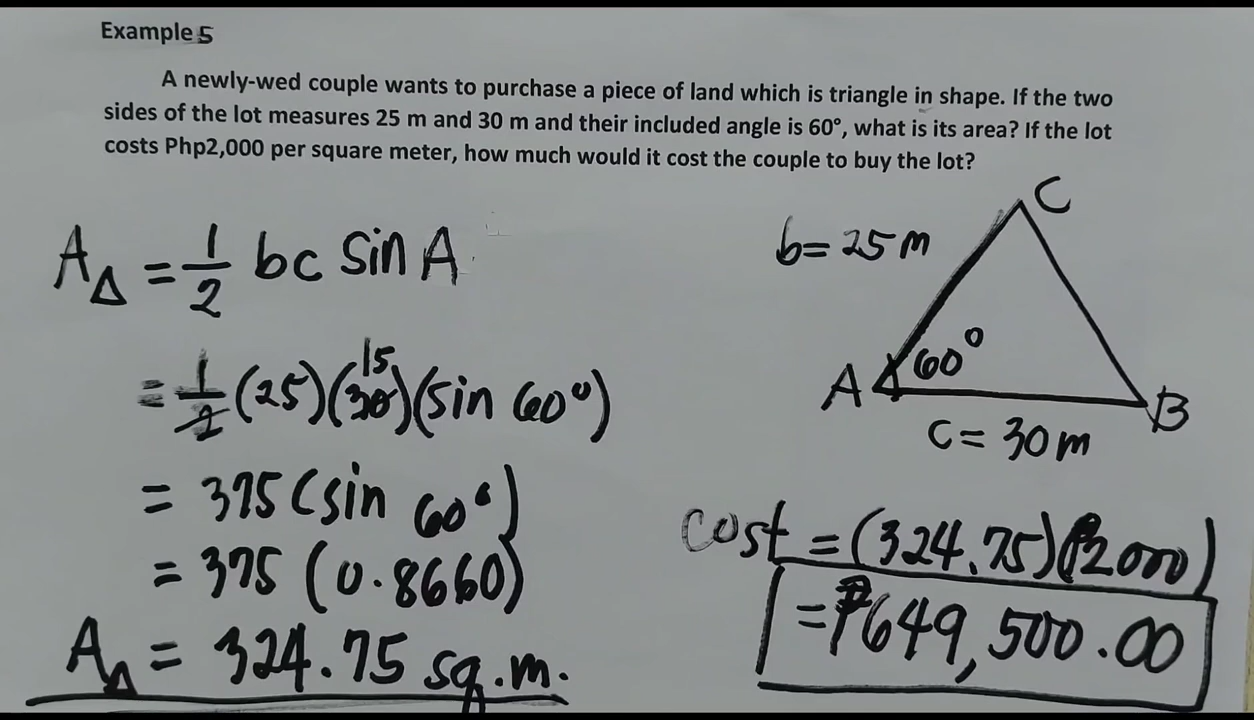 Example 5
A newly-wed couple wants to purchase a piece of land which is triangle in shape. If the two
sides of the lot measures 25 m and 30 m and their included angle is 60°, what is its area? If the lot
costs Php2,000 per square meter, how much would it cost the couple to buy the lot?
A△ = 1/2 bc sin A
= 1/2 (25)(30)(sin 60°)
15
= 375 (sin 60°)
= 375 (0.8660)
A△ = 324.75 sq.m.
C
b = 25 m
60°
A
B
c = 30 m
cost = (324.75)(₱2000)
= ₱649,500.00